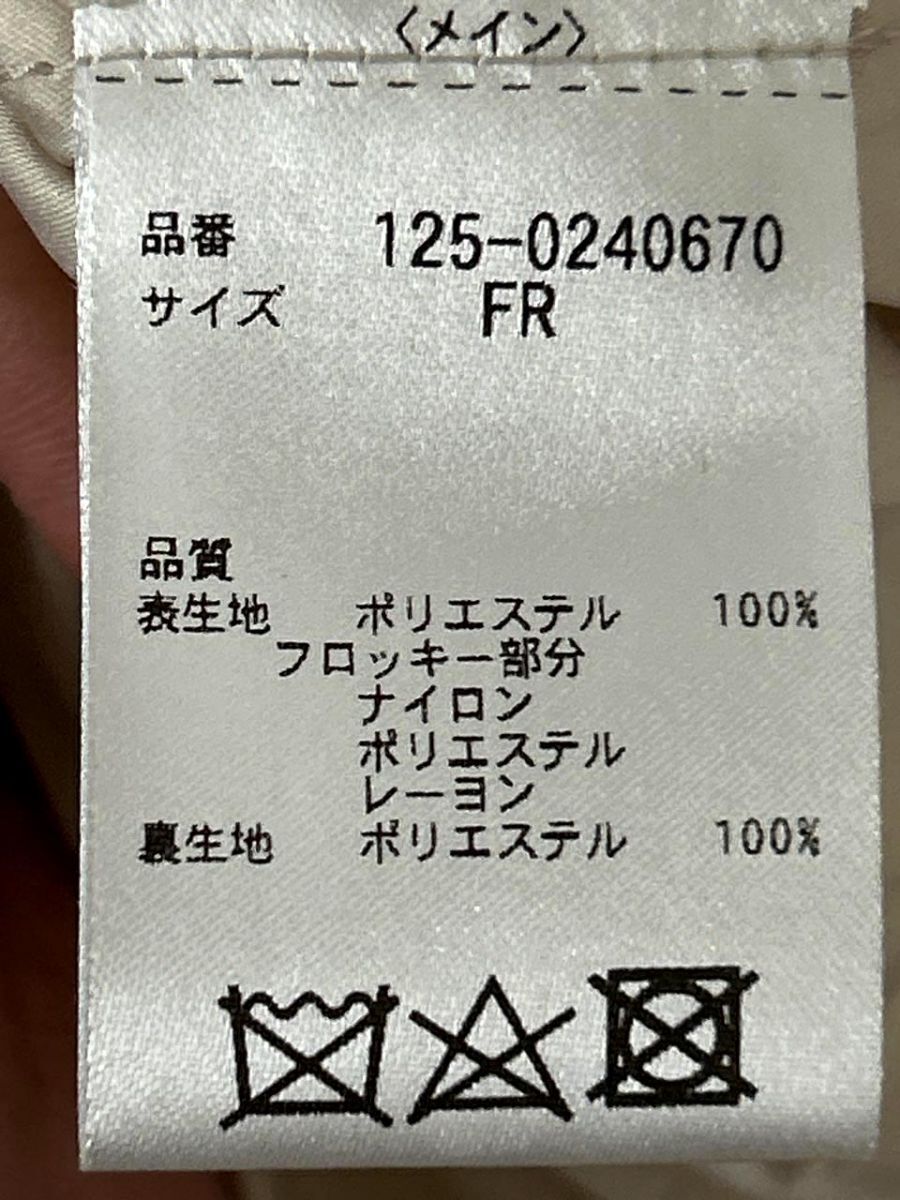 〈メイン〉
品番 125-0240670
サイズ FR
品質
表生地 ポリエステル 100%
フロッキー部分
ナイロン
ポリエステル
レーヨン
裏生地 ポリエステル 100%